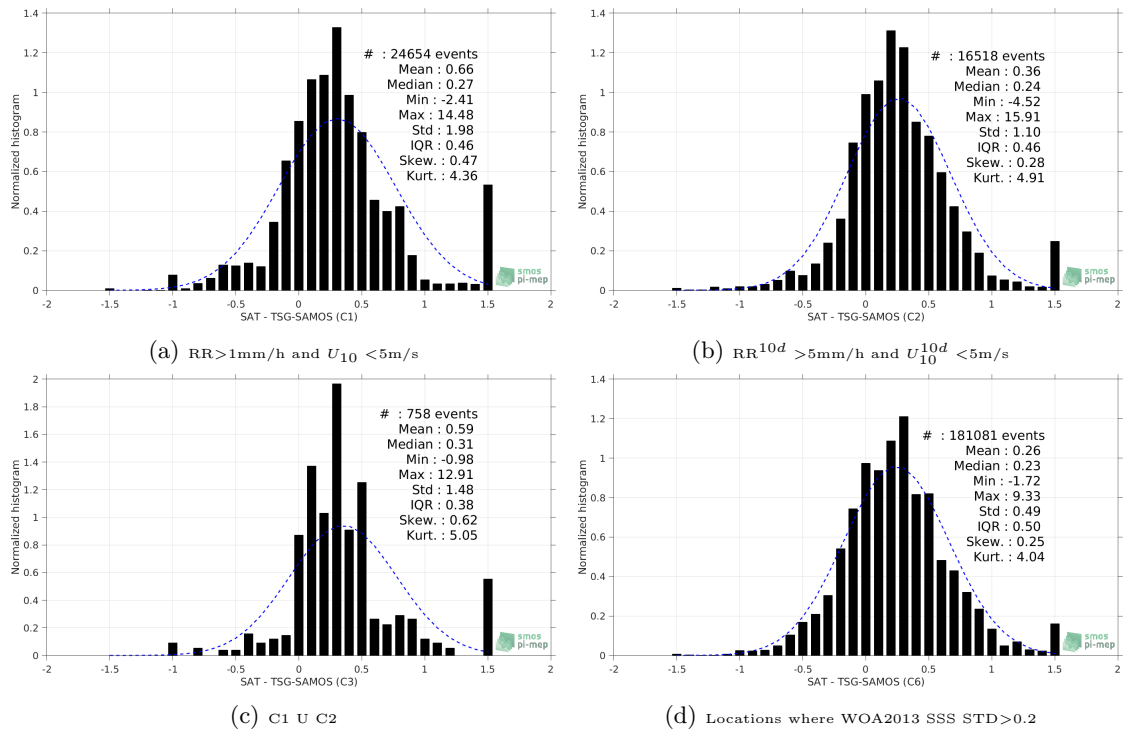 1.4
1.2
1
0.8
0.6
0.4
0.2
0
-2
-1.5
-1
-0.5
0
0.5
1
1.5
2
Normalized histogram
SAT - TSG-SAMOS (C1)
# : 24654 events
Mean : 0.66
Median : 0.27
Min : -2.41
Max : 14.48
Std : 1.98
IQR : 0.46
Skew. : 0.47
Kurt. : 4.36
smos
pi-mep
(a) RR>1mm/h and U10 <5m/s
1.4
1.2
1
0.8
0.6
0.4
0.2
0
-2
-1.5
-1
-0.5
0
0.5
1
1.5
2
Normalized histogram
SAT - TSG-SAMOS (C2)
# : 16518 events
Mean : 0.36
Median : 0.24
Min : -4.52
Max : 15.91
Std : 1.10
IQR : 0.46
Skew. : 0.28
Kurt. : 4.91
smos
pi-mep
(b) RR10d >5mm/h and U10d10 <5m/s
2
1.8
1.6
1.4
1.2
1
0.8
0.6
0.4
0.2
0
-2
-1.5
-1
-0.5
0
0.5
1
1.5
2
Normalized histogram
SAT - TSG-SAMOS (C3)
# : 758 events
Mean : 0.59
Median : 0.31
Min : -0.98
Max : 12.91
Std : 1.48
IQR : 0.38
Skew. : 0.62
Kurt. : 5.05
smos
pi-mep
(c) C1 U C2
1.4
1.2
1
0.8
0.6
0.4
0.2
0
-2
-1.5
-1
-0.5
0
0.5
1
1.5
2
Normalized histogram
SAT - TSG-SAMOS (C6)
# : 181081 events
Mean : 0.26
Median : 0.23
Min : -1.72
Max : 9.33
Std : 0.49
IQR : 0.50
Skew. : 0.25
Kurt. : 4.04
smos
pi-mep
(d) Locations where WOA2013 SSS STD>0.2